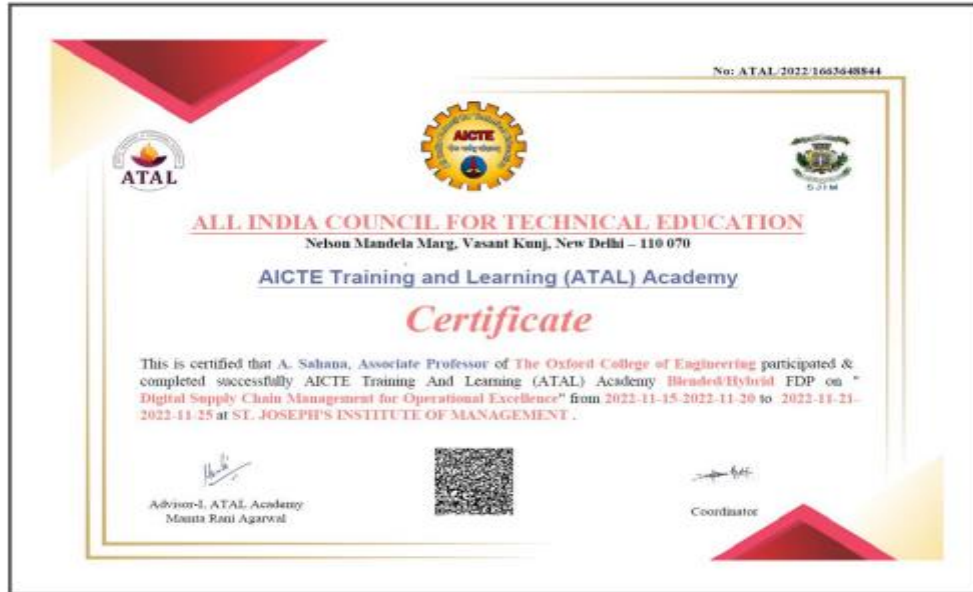 No: ATAL/2022/1663648844
ATAL
AICTE
SJIM
ALL INDIA COUNCIL FOR TECHNICAL EDUCATION
Nelson Mandela Marg, Vasant Kunj, New Delhi – 110 070
AICTE Training and Learning (ATAL) Academy
Certificate
This is certified that A. Sahana, Associate Professor of The Oxford College of Engineering participated &
completed successfully AICTE Training And Learning (ATAL) Academy Blended/Hybrid FDP on "
Digital Supply Chain Management for Operational Excellence" from 2022-11-15-2022-11-20 to 2022-11-21-
2022-11-25 at ST. JOSEPH'S INSTITUTE OF MANAGEMENT .
Advisor-I, ATAL Academy
Mamta Rani Agarwal
Coordinator